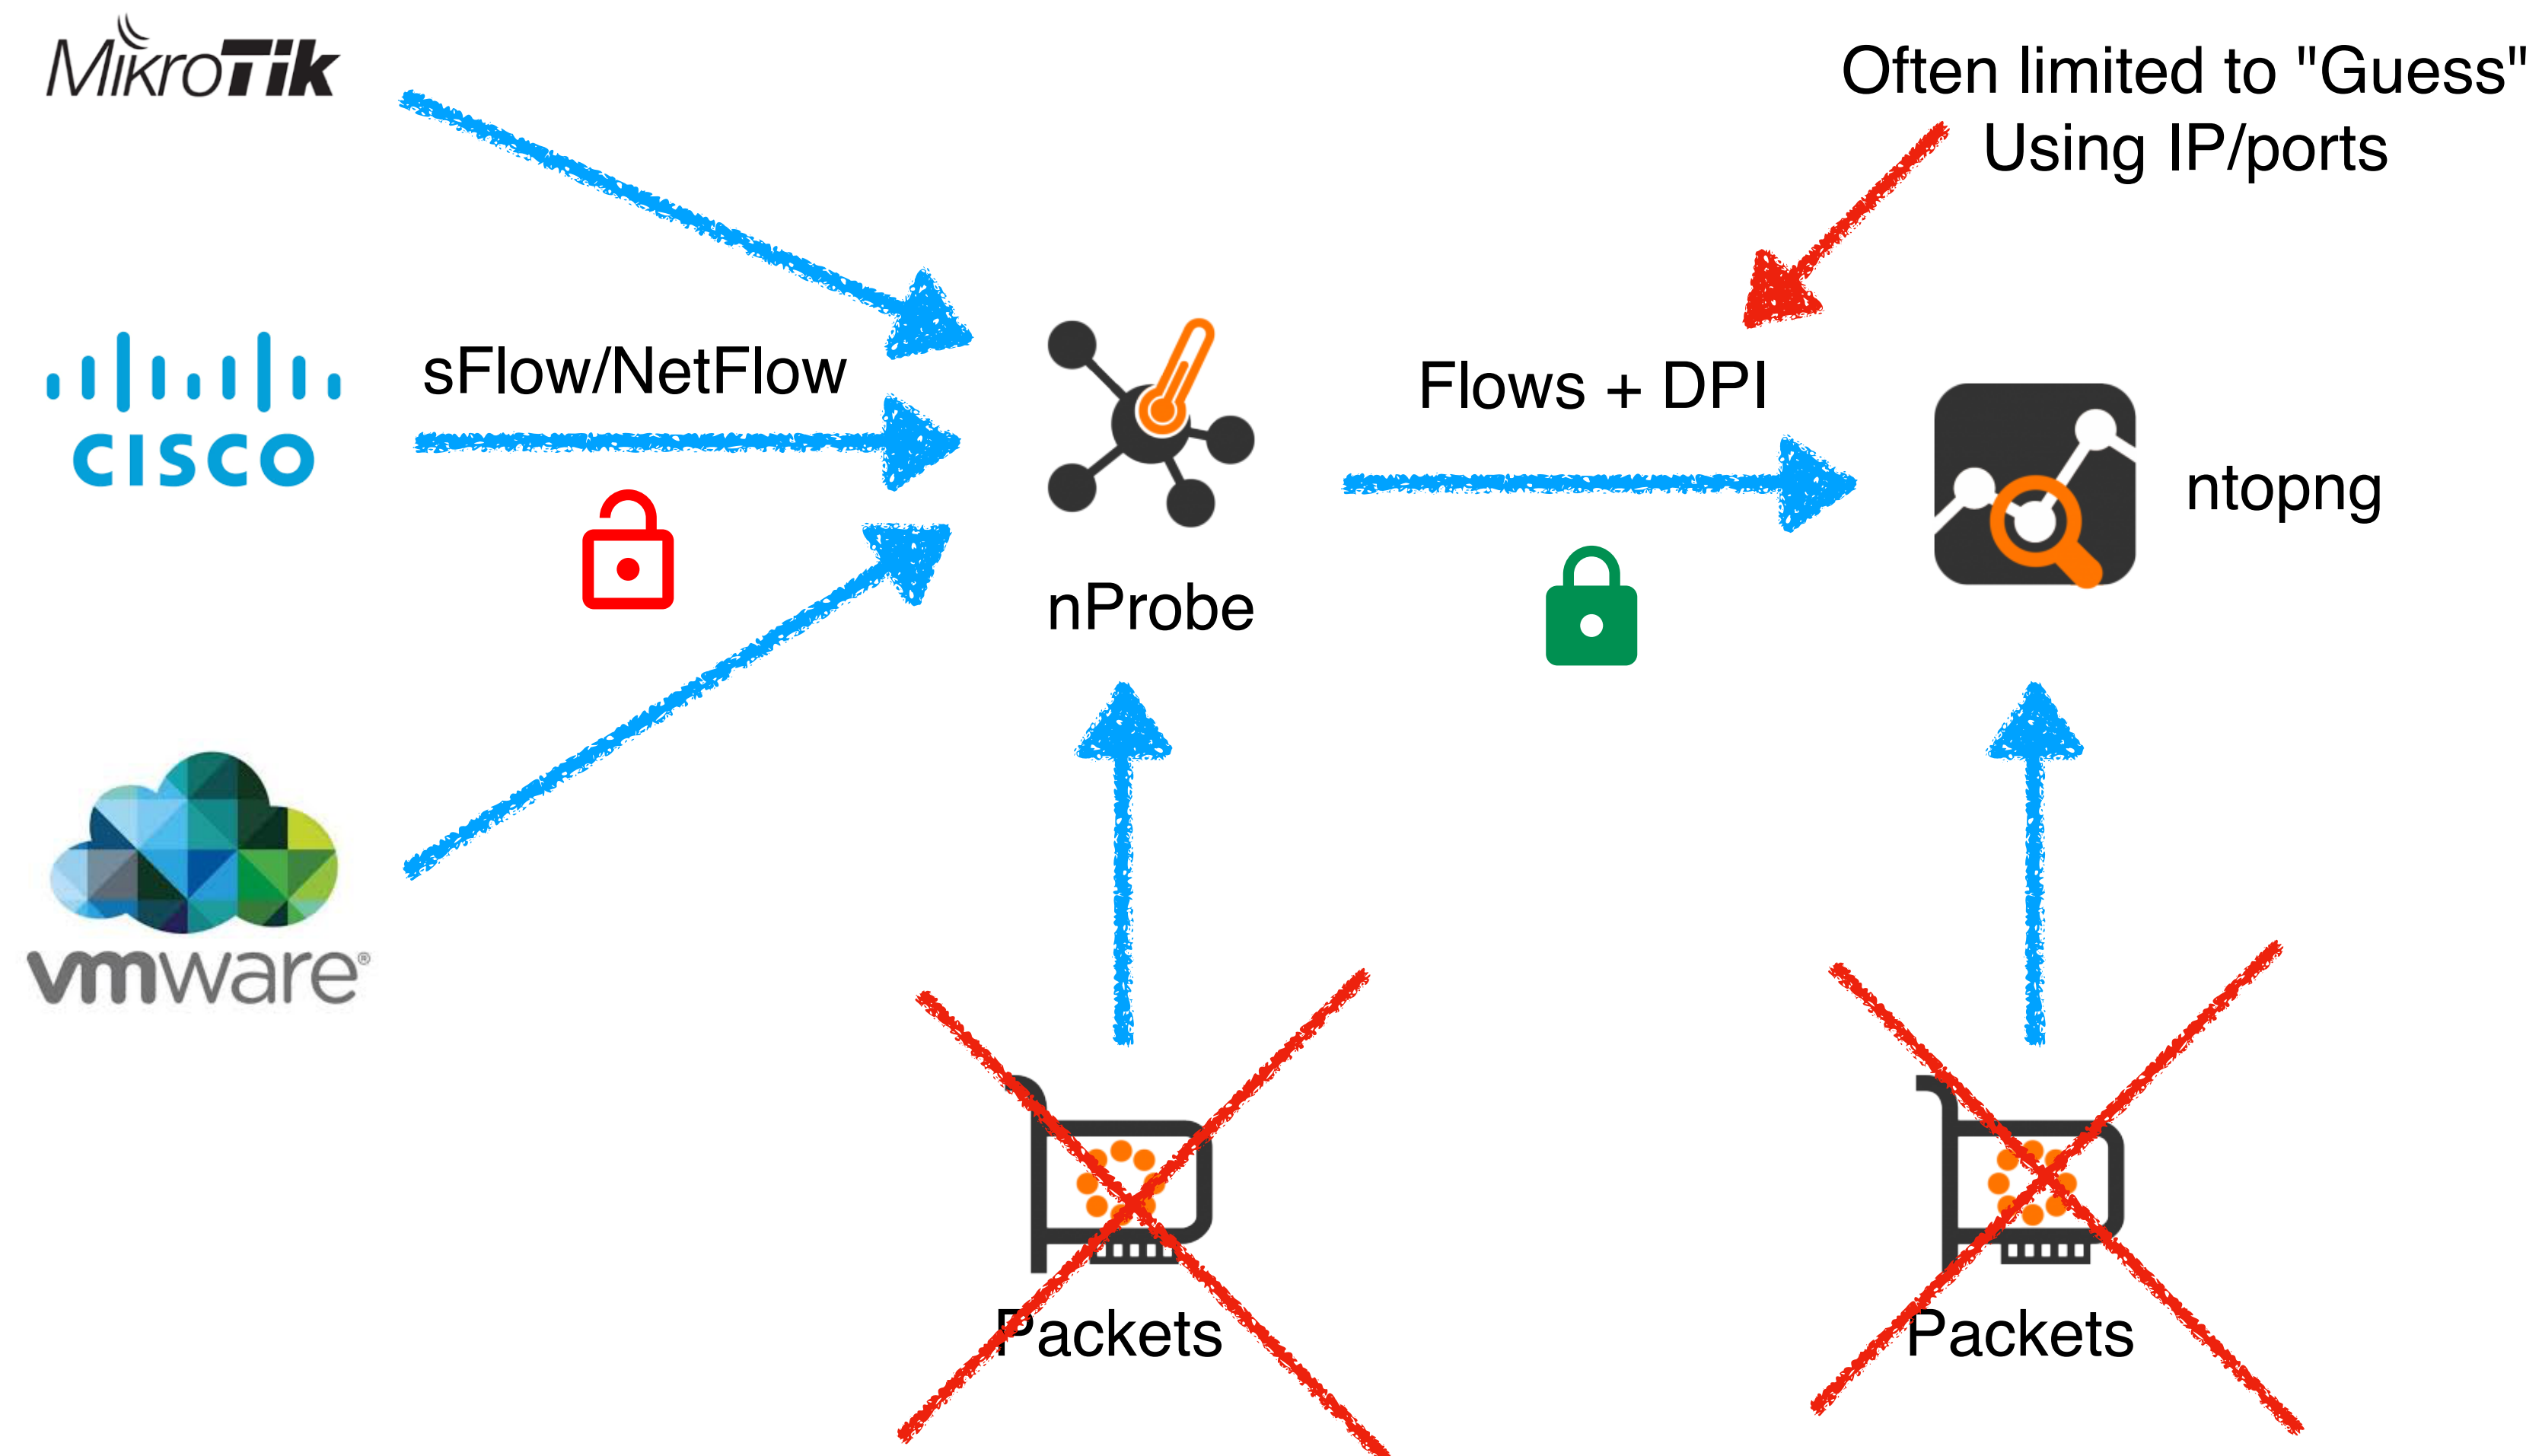 MikroTik
Often limited to "Guess"
Using IP/ports
CISCO
sFlow/NetFlow
Flows + DPI
ntopng
nProbe
vmware®
Packets
Packets